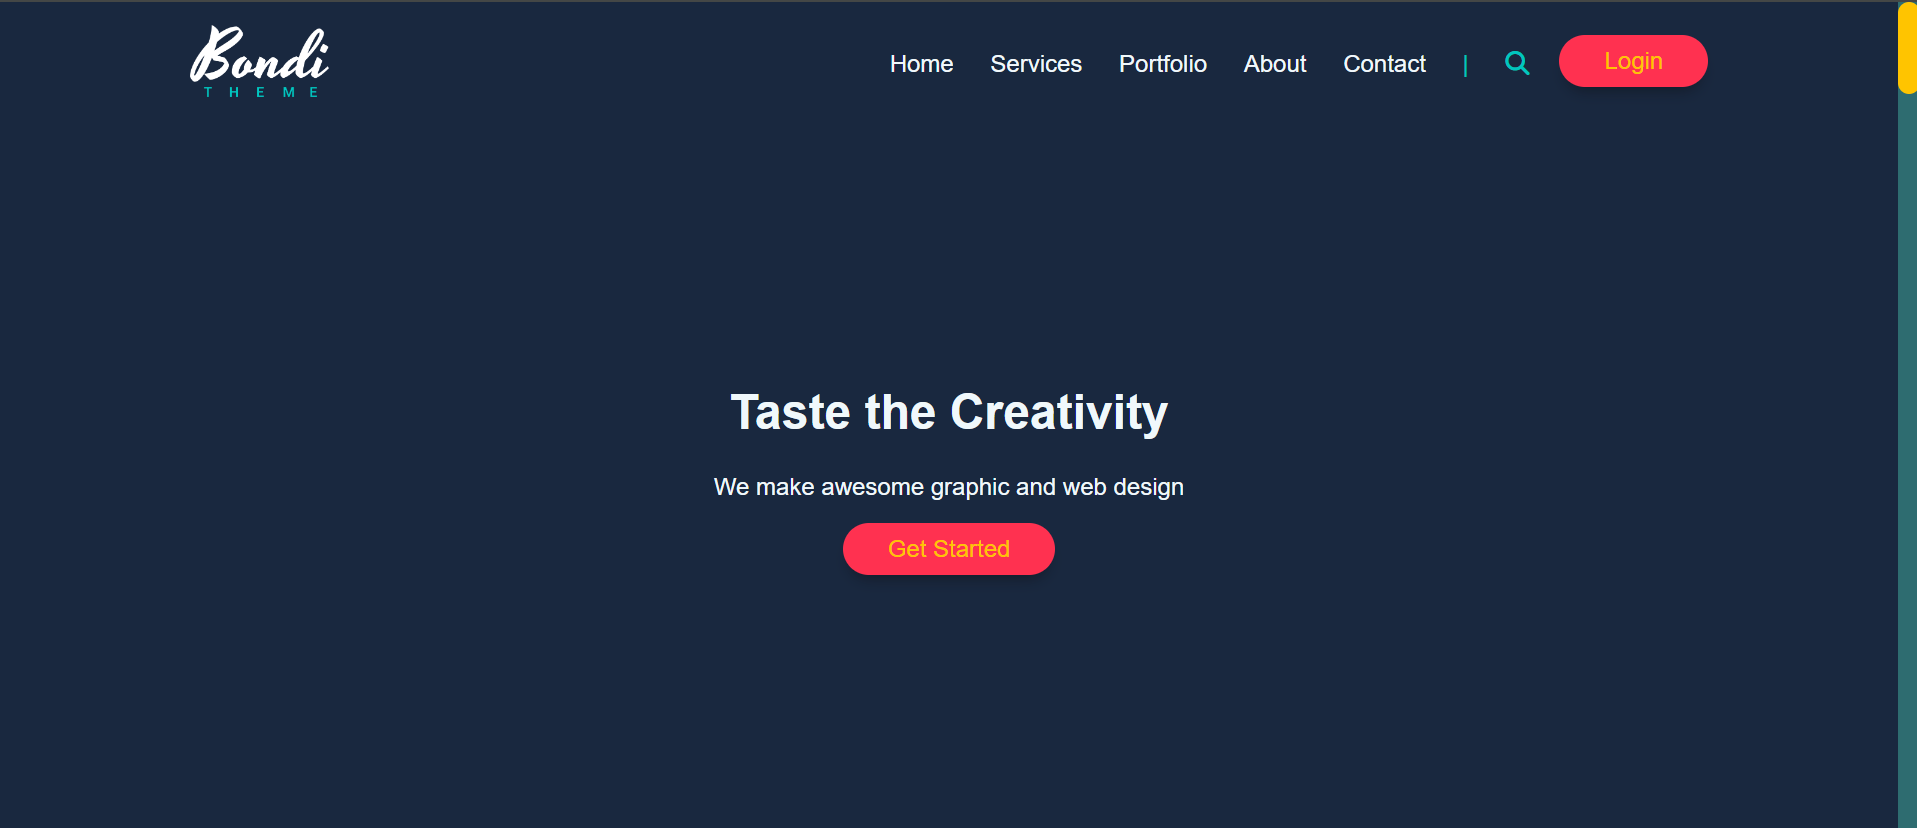 Bondi
THEME
Home Services Portfolio About Contact | Login
Taste the Creativity
We make awesome graphic and web design
Get Started